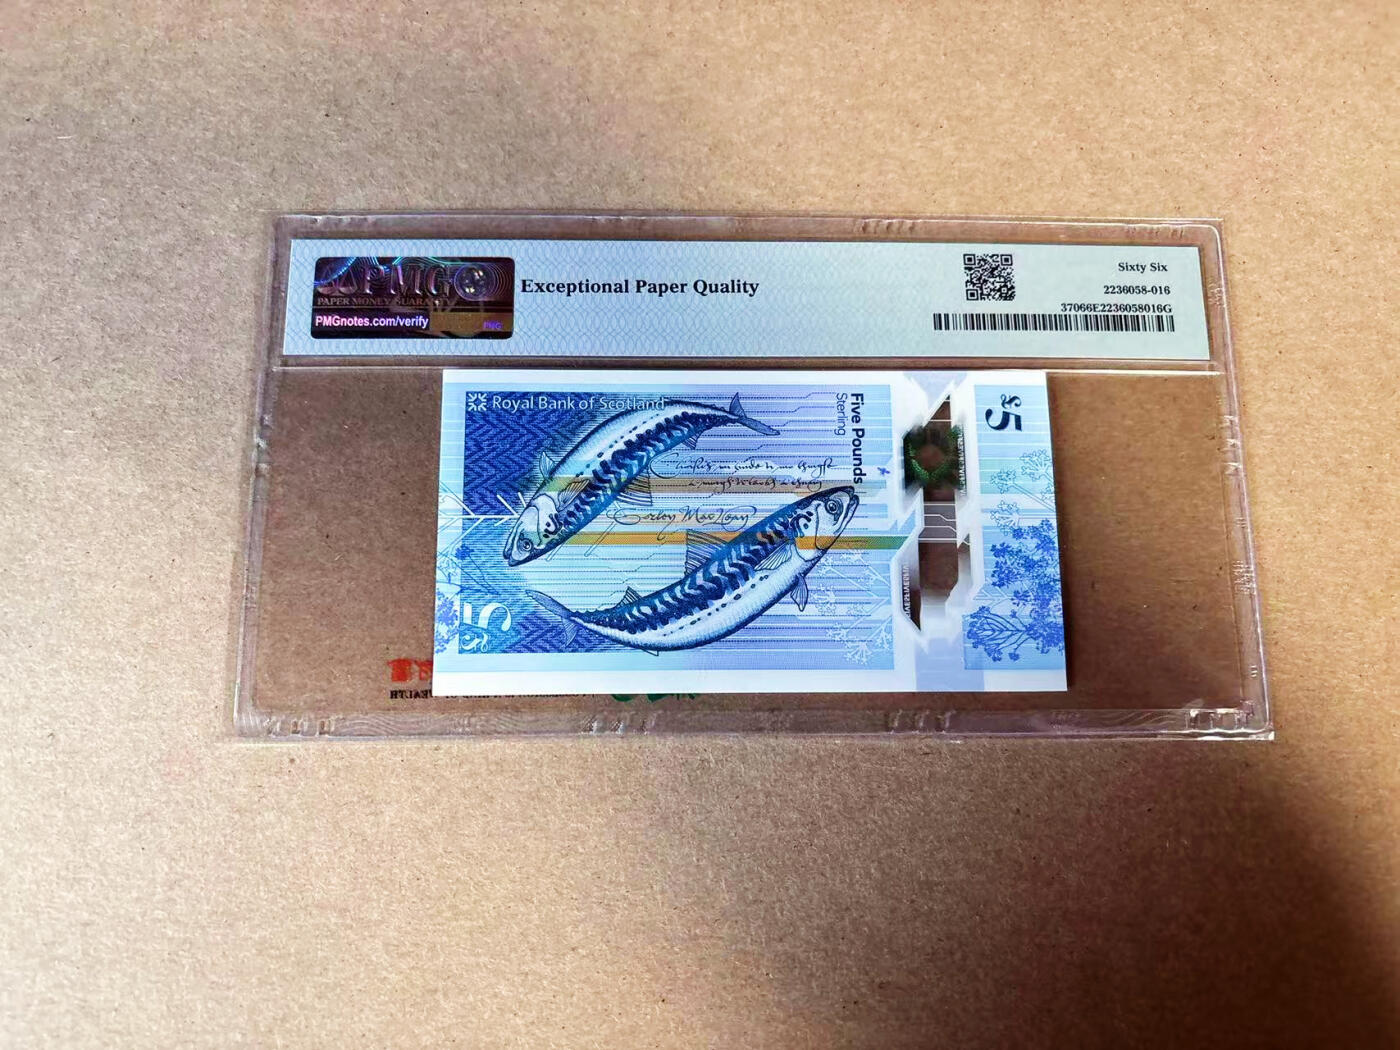 PMG
PAPER MONEY GUARANTY
PMGnotes.com/verify
PMG
Exceptional Paper Quality
Sixty Six
2236058-016
37066E2236058016G
Royal Bank of Scotland
Five Pounds
Sterling
£5
£5